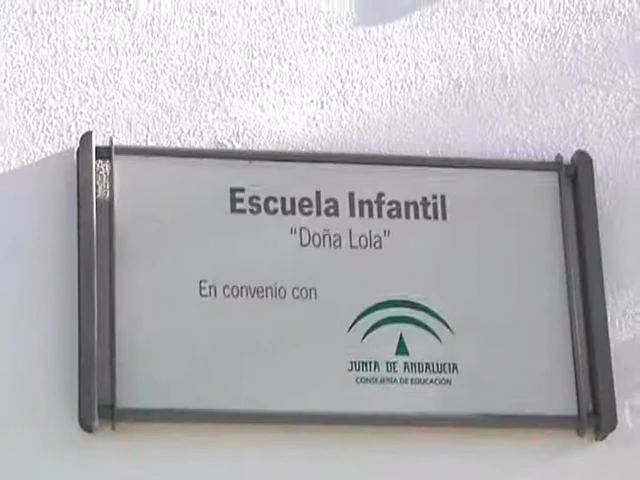 Escuela Infantil
"Doña Lola"
En convenio con
JUNTA DE ANDALUCIA
CONSEJERÍA DE EDUCACIÓN